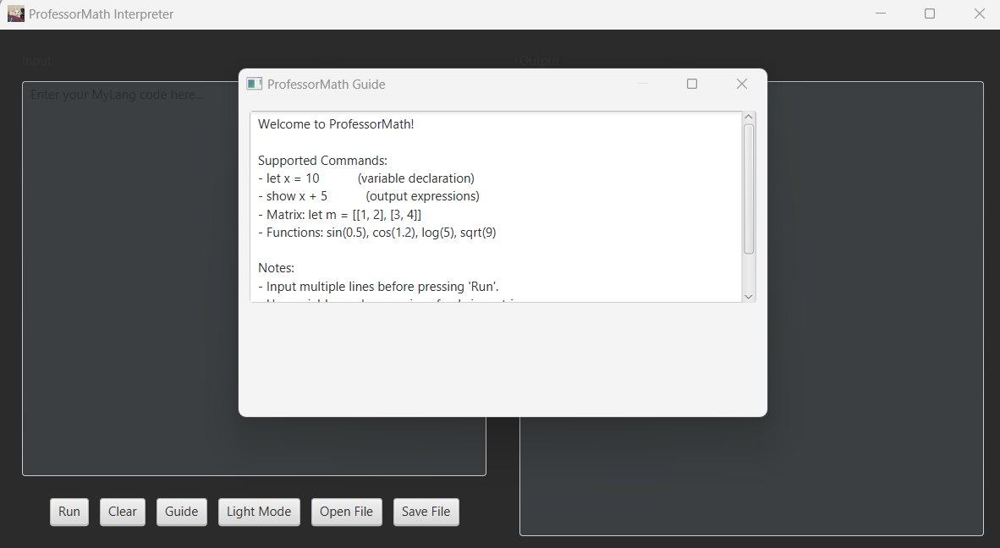 ProfessorMath Interpreter
Input
Output
Enter your MyLang code here...
ProfessorMath Guide
Welcome to ProfessorMath!
Supported Commands:
- let x = 10 (variable declaration)
- show x + 5 (output expressions)
- Matrix: let m = [[1, 2], [3, 4]]
- Functions: sin(0.5), cos(1.2), log(5), sqrt(9)
Notes:
- Input multiple lines before pressing 'Run'.
Run
Clear
Guide
Light Mode
Open File
Save File